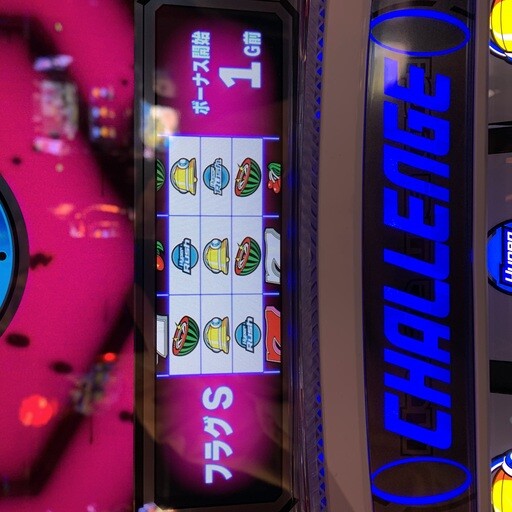 フラグS
Hyper Rush
Hyper Rush
Hyper Rush
ボーナス開始
1G前
CHALLENGE
Hyper